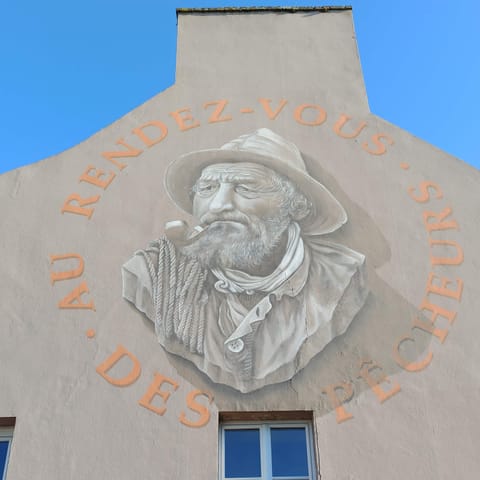 · AU RENDEZ-VOUS ·
DES PÊCHEURS